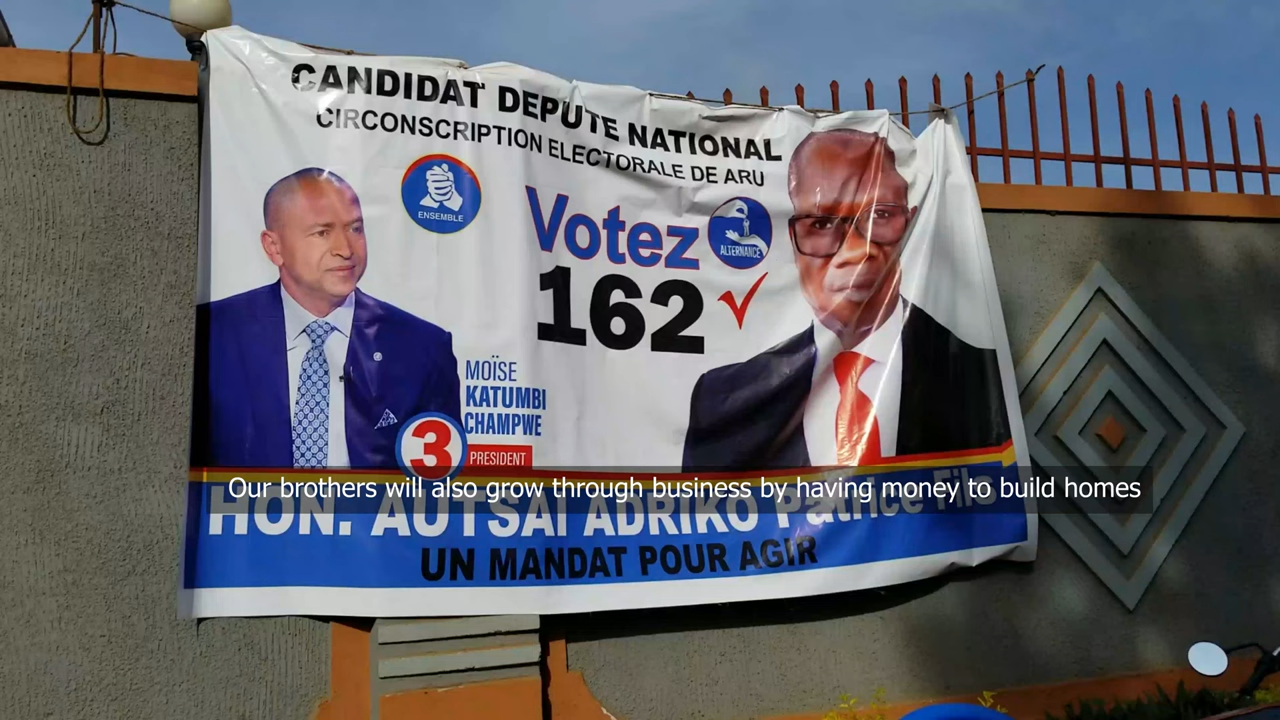 CANDIDAT DEPUTE NATIONAL
CIRCONSCRIPTION ELECTORALE DE ARU
ENSEMBLE
Votez
ALTERNANCE
162
MOÏSE
KATUMBI
CHAMPWE
3
PRESIDENT
Our brothers will also grow through business by having money to build homes
HON. AUTSAI ADRIKO Patrice Fils
UN MANDAT POUR AGIR